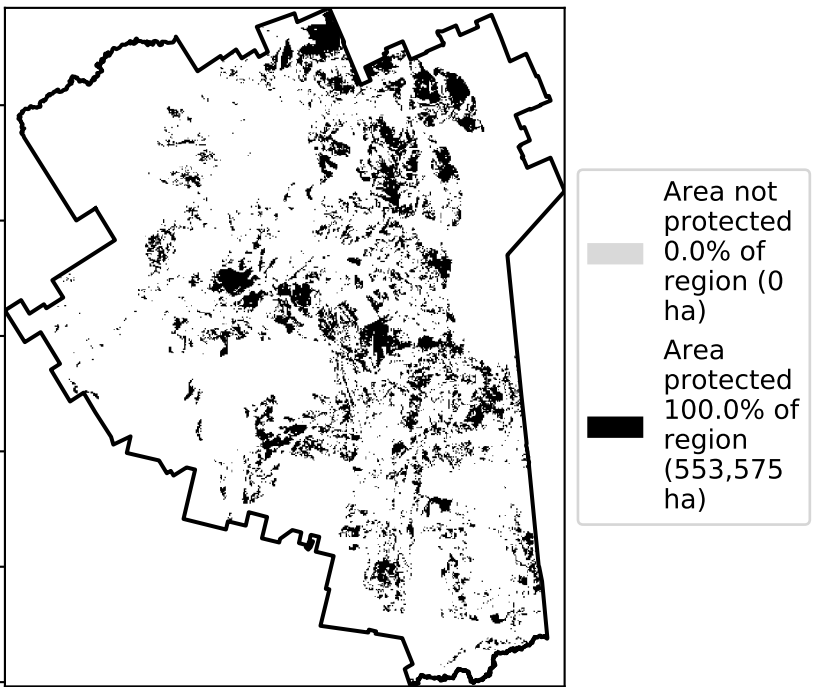 Area not
protected
0.0% of
region (0
ha)
Area
protected
100.0% of
region
(553,575
ha)